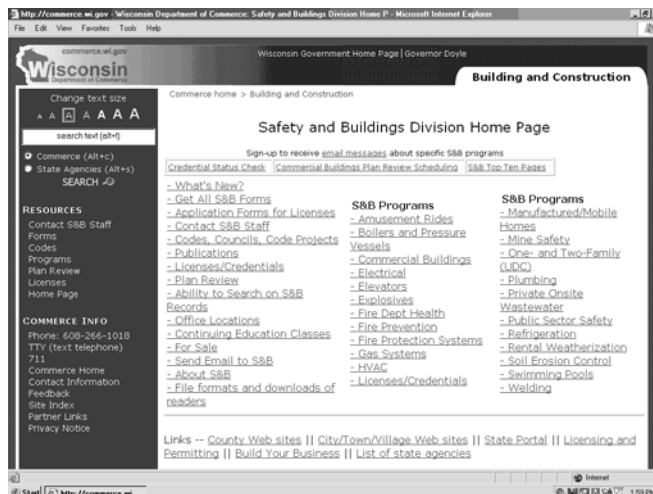 http://commerce.wi.gov - Wisconsin Department of Commerce: Safety and Buildings Division Home P - Microsoft Internet Explorer
File Edit View Favorites Tools Help
commerce.wi.gov
Wisconsin
Department of Commerce
Wisconsin Government Home Page | Governor Doyle
Building and Construction
Change text size
A A A A A A
search text (alt+f)
Commerce (Alt+c)
State Agencies (Alt+s)
SEARCH
RESOURCES
Contact S&B Staff
Forms
Codes
Programs
Plan Review
Licenses
Home Page
COMMERCE INFO
Phone: 608-266-1018
TTY (text telephone)
711
Commerce Home
Contact Information
Feedback
Site Index
Partner Links
Privacy Notice
Commerce home > Building and Construction
Safety and Buildings Division Home Page
Sign-up to receive email messages about specific S&B programs
Credential Status Check Commercial Buildings Plan Review Scheduling S&B Top Ten Pages
- What's New?
- Get All S&B Forms
- Application Forms for Licenses
- Contact S&B Staff
- Codes, Councils, Code Projects
- Publications
- Licenses/Credentials
- Plan Review
- Ability to Search on S&B
Records
- Office Locations
- Continuing Education Classes
- For Sale
- Send Email to S&B
- About S&B
- File formats and downloads of
readers
S&B Programs
- Amusement Rides
- Boilers and Pressure
Vessels
- Commercial Buildings
- Electrical
- Elevators
- Explosives
- Fire Dept Health
- Fire Prevention
- Fire Protection Systems
- Gas Systems
- HVAC
- Licenses/Credentials
S&B Programs
- Manufactured/Mobile
Homes
- Mine Safety
- One- and Two-Family
(UDC)
- Plumbing
- Private Onsite
Wastewater
- Public Sector Safety
- Refrigeration
- Rental Weatherization
- Soil Erosion Control
- Swimming Pools
- Welding
Links -- County Web sites || City/Town/Village Web sites || State Portal || Licensing and
Permitting || Build Your Business || List of state agencies
Internet
Start http://commerce.wi 1:59 PM